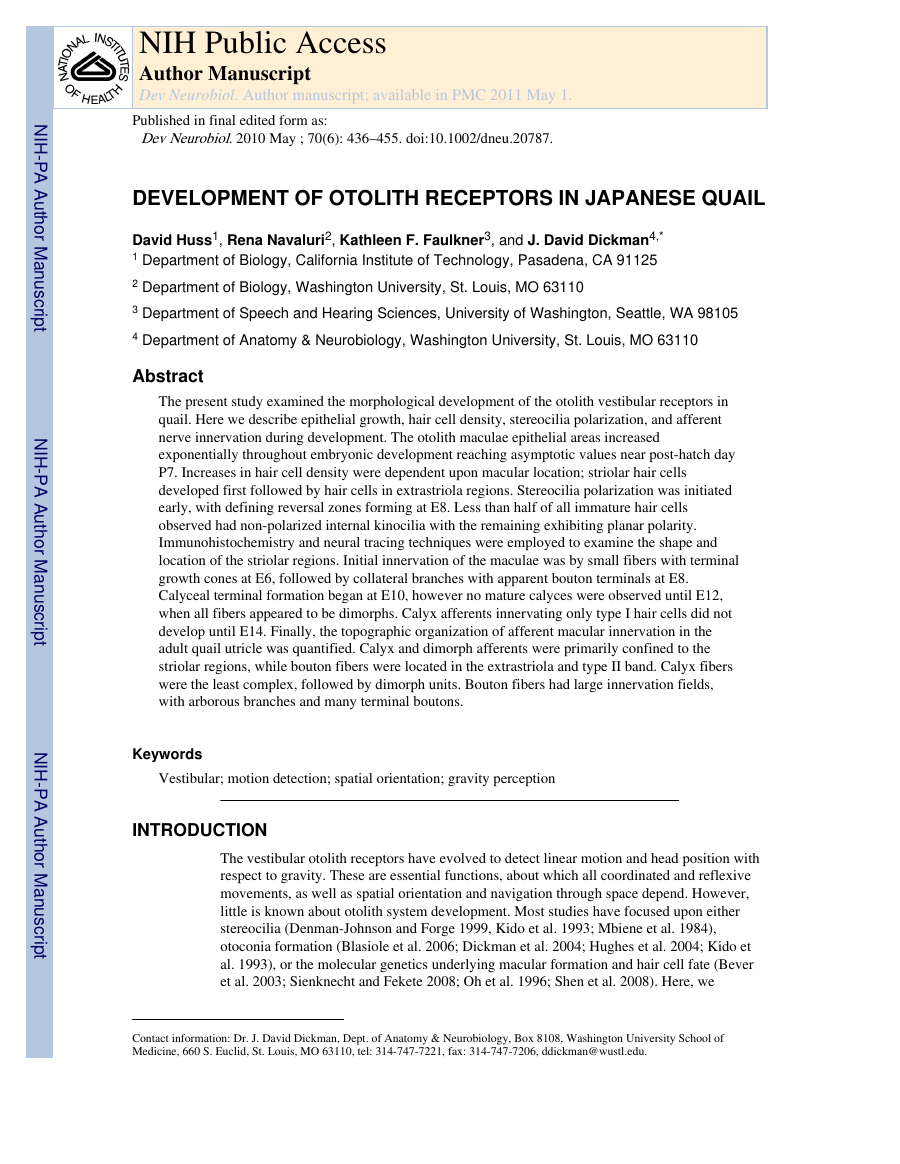 NATIONAL INSTITUTES OF HEALTH
NIH Public Access
Author Manuscript
Dev Neurobiol. Author manuscript; available in PMC 2011 May 1.
Published in final edited form as:
Dev Neurobiol. 2010 May ; 70(6): 436–455. doi:10.1002/dneu.20787.
DEVELOPMENT OF OTOLITH RECEPTORS IN JAPANESE QUAIL
David Huss1, Rena Navaluri2, Kathleen F. Faulkner3, and J. David Dickman4,*
1 Department of Biology, California Institute of Technology, Pasadena, CA 91125
2 Department of Biology, Washington University, St. Louis, MO 63110
3 Department of Speech and Hearing Sciences, University of Washington, Seattle, WA 98105
4 Department of Anatomy & Neurobiology, Washington University, St. Louis, MO 63110
Abstract
The present study examined the morphological development of the otolith vestibular receptors in
quail. Here we describe epithelial growth, hair cell density, stereocilia polarization, and afferent
nerve innervation during development. The otolith maculae epithelial areas increased
exponentially throughout embryonic development reaching asymptotic values near post-hatch day
P7. Increases in hair cell density were dependent upon macular location; striolar hair cells
developed first followed by hair cells in extrastriola regions. Stereocilia polarization was initiated
early, with defining reversal zones forming at E8. Less than half of all immature hair cells
observed had non-polarized internal kinocilia with the remaining exhibiting planar polarity.
Immunohistochemistry and neural tracing techniques were employed to examine the shape and
location of the striolar regions. Initial innervation of the maculae was by small fibers with terminal
growth cones at E6, followed by collateral branches with apparent bouton terminals at E8.
Calyceal terminal formation began at E10, however no mature calyces were observed until E12,
when all fibers appeared to be dimorphs. Calyx afferents innervating only type I hair cells did not
develop until E14. Finally, the topographic organization of afferent macular innervation in the
adult quail utricle was quantified. Calyx and dimorph afferents were primarily confined to the
striolar regions, while bouton fibers were located in the extrastriola and type II band. Calyx fibers
were the least complex, followed by dimorph units. Bouton fibers had large innervation fields,
with arborous branches and many terminal boutons.
Keywords
Vestibular; motion detection; spatial orientation; gravity perception
INTRODUCTION
The vestibular otolith receptors have evolved to detect linear motion and head position with
respect to gravity. These are essential functions, about which all coordinated and reflexive
movements, as well as spatial orientation and navigation through space depend. However,
little is known about otolith system development. Most studies have focused upon either
stereocilia (Denman-Johnson and Forge 1999, Kido et al. 1993; Mbiene et al. 1984),
otoconia formation (Blasiole et al. 2006; Dickman et al. 2004; Hughes et al. 2004; Kido et
al. 1993), or the molecular genetics underlying macular formation and hair cell fate (Bever
et al. 2003; Sienknecht and Fekete 2008; Oh et al. 1996; Shen et al. 2008). Here, we
Contact information: Dr. J. David Dickman, Dept. of Anatomy & Neurobiology, Box 8108, Washington University School of
Medicine, 660 S. Euclid, St. Louis, MO 63110, tel: 314-747-7221, fax: 314-747-7206, ddickman@wustl.edu.
NIH-PA Author Manuscript
NIH-PA Author Manuscript
NIH-PA Author Manuscript